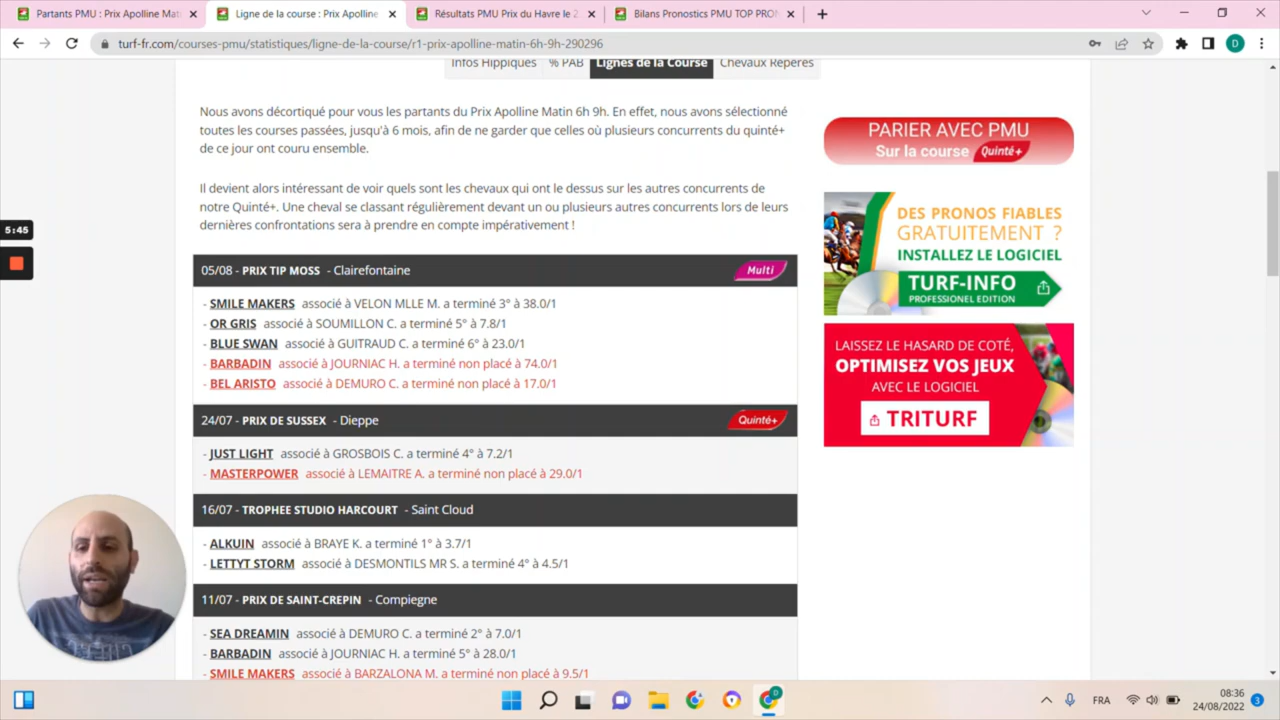 Partants PMU : Prix Apolline Mat
Ligne de la course : Prix Apolline
Résultats PMU Prix du Havre le 2
Bilans Pronostics PMU TOP PRON
turf-fr.com/courses-pmu/statistiques/ligne-de-la-course/r1-prix-apolline-matin-6h-9h-290296
D
Infos Hippiques % PAB Lignes de la Course Chevaux Repères
Nous avons décortiqué pour vous les partants du Prix Apolline Matin 6h 9h. En effet, nous avons sélectionné
toutes les courses passées, jusqu'à 6 mois, afin de ne garder que celles où plusieurs concurrents du quinté+
de ce jour ont couru ensemble.
Il devient alors intéressant de voir quels sont les chevaux qui ont le dessus sur les autres concurrents de
notre Quinté+. Une cheval se classant régulièrement devant un ou plusieurs autres concurrents lors de leurs
dernières confrontations sera à prendre en compte impérativement !
5:45
05/08 - PRIX TIP MOSS - Clairefontaine Multi
- SMILE MAKERS associé à VELON MLLE M. a terminé 3° à 38.0/1
- OR GRIS associé à SOUMILLON C. a terminé 5° à 7.8/1
- BLUE SWAN associé à GUITRAUD C. a terminé 6° à 23.0/1
- BARBADIN associé à JOURNIAC H. a terminé non placé à 74.0/1
- BEL ARISTO associé à DEMURO C. a terminé non placé à 17.0/1
24/07 - PRIX DE SUSSEX - Dieppe Quinté+
- JUST LIGHT associé à GROSBOIS C. a terminé 4° à 7.2/1
- MASTERPOWER associé à LEMAITRE A. a terminé non placé à 29.0/1
16/07 - TROPHEE STUDIO HARCOURT - Saint Cloud
- ALKUIN associé à BRAYE K. a terminé 1° à 3.7/1
- LETTYT STORM associé à DESMONTILS MR S. a terminé 4° à 4.5/1
11/07 - PRIX DE SAINT-CREPIN - Compiegne
- SEA DREAMIN associé à DEMURO C. a terminé 2° à 7.0/1
- BARBADIN associé à JOURNIAC H. a terminé 5° à 28.0/1
- SMILE MAKERS associé à BARZALONA M. a terminé non placé à 9.5/1
PARIER AVEC PMU
Sur la course Quinté+
DES PRONOS FIABLES
GRATUITEMENT ?
INSTALLEZ LE LOGICIEL
TURF-INFO
PROFESSIONEL EDITION
LAISSEZ LE HASARD DE COTÉ,
OPTIMISEZ VOS JEUX
AVEC LE LOGICIEL
TRITURF
D
FRA
08:36
24/08/2022
3